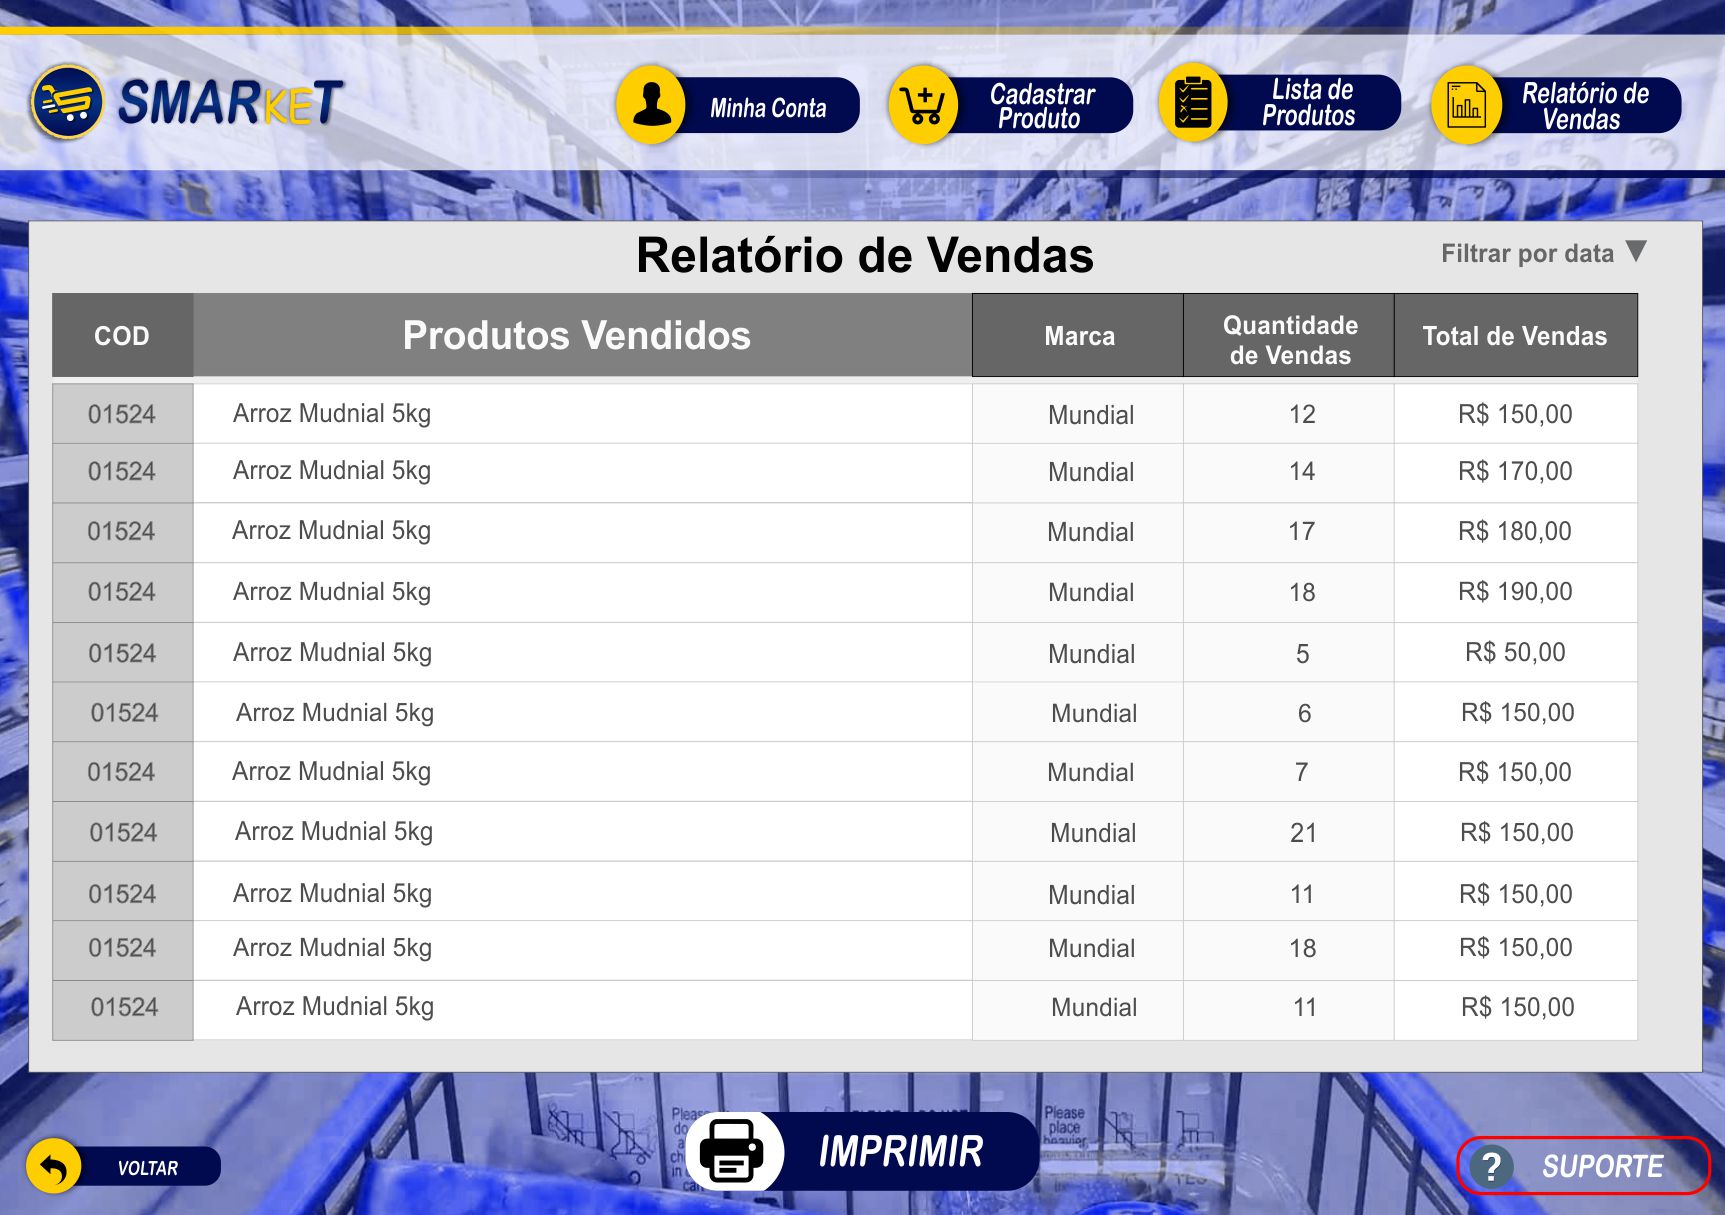 SMARKET
Minha Conta
Cadastrar
Produto
Lista de
Produtos
Relatório de
Vendas
Relatório de Vendas
Filtrar por data ▼
COD Produtos Vendidos Marca Quantidade de Vendas Total de Vendas
01524 Arroz Mudnial 5kg Mundial 12 R$ 150,00
01524 Arroz Mudnial 5kg Mundial 14 R$ 170,00
01524 Arroz Mudnial 5kg Mundial 17 R$ 180,00
01524 Arroz Mudnial 5kg Mundial 18 R$ 190,00
01524 Arroz Mudnial 5kg Mundial 5 R$ 50,00
01524 Arroz Mudnial 5kg Mundial 6 R$ 150,00
01524 Arroz Mudnial 5kg Mundial 7 R$ 150,00
01524 Arroz Mudnial 5kg Mundial 21 R$ 150,00
01524 Arroz Mudnial 5kg Mundial 11 R$ 150,00
01524 Arroz Mudnial 5kg Mundial 18 R$ 150,00
01524 Arroz Mudnial 5kg Mundial 11 R$ 150,00
Please
place
heavier
VOLTAR
IMPRIMIR
? SUPORTE